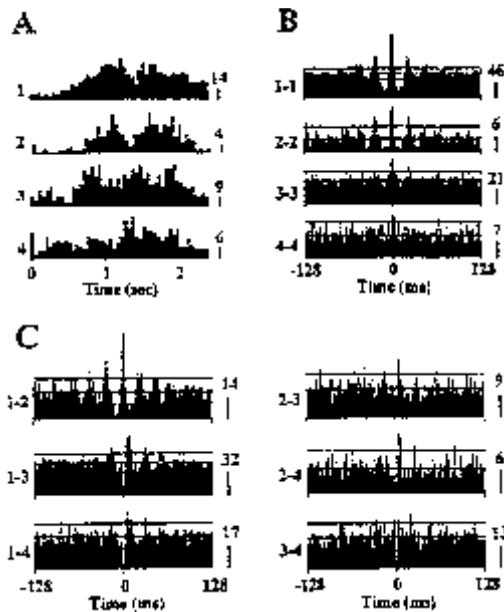 A
1 14
2 4
3 9
4 6
0 1 2
Time (sec)
B
1-1 46
2-2 6
3-3 21
4-4 7
-128 0 128
Time (ms)
C
1-2 14
1-3 32
1-4 17
-128 0 128
Time (ms)
2-3 9
2-4 6
3-4
-128 0 128
Time (ms)